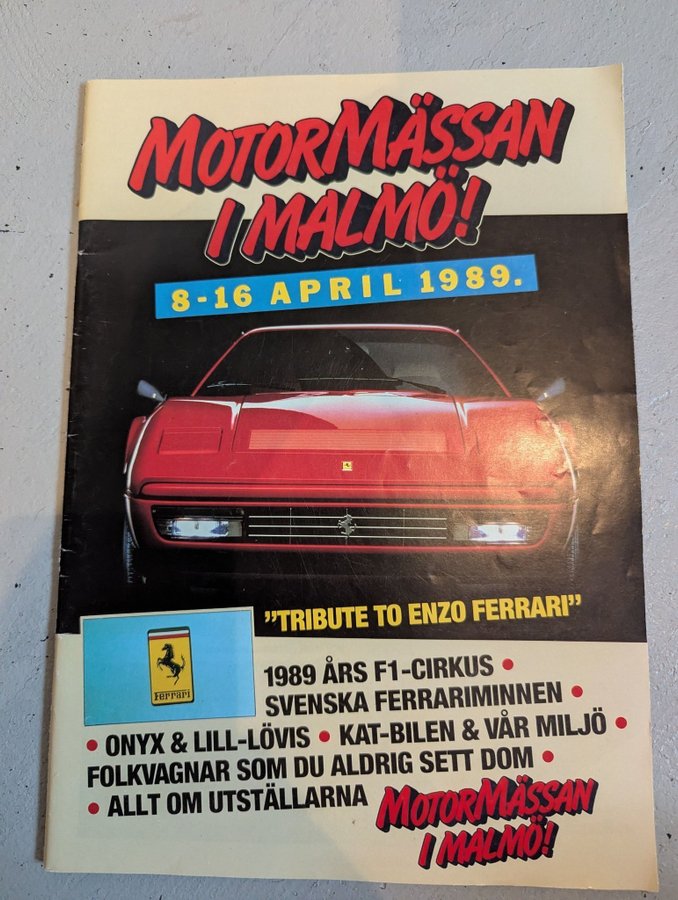 MOTORMÄSSAN
I MALMÖ!
8-16 APRIL 1989.
"TRIBUTE TO ENZO FERRARI"
Ferrari
1989 ÅRS F1-CIRKUS •
SVENSKA FERRARIMINNEN •
• ONYX & LILL-LÖVIS • KAT-BILEN & VÅR MILJÖ •
FOLKVAGNAR SOM DU ALDRIG SETT DOM •
• ALLT OM UTSTÄLLARNA
MOTORMÄSSAN
I MALMÖ!